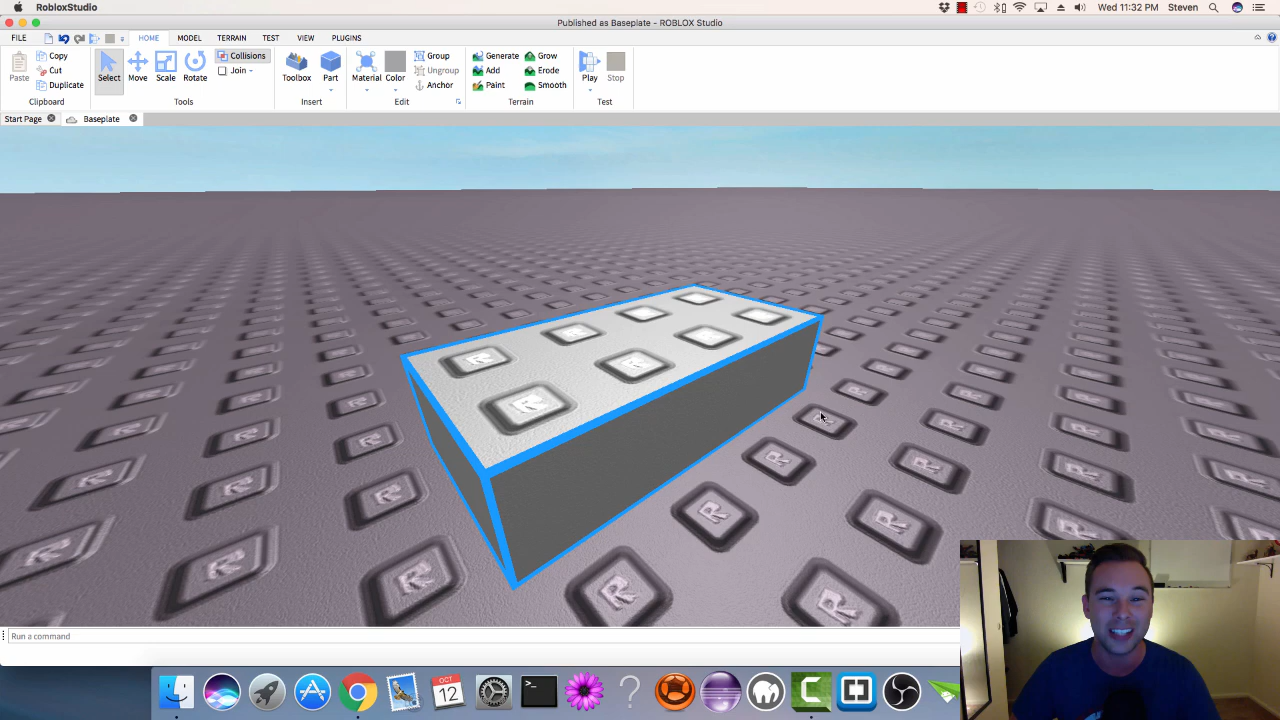 RobloxStudio Wed 11:32 PM Steven
Published as Baseplate - ROBLOX Studio
FILE HOME MODEL TERRAIN TEST VIEW PLUGINS
Paste Copy Cut Duplicate Select Move Scale Rotate Collisions Join Toolbox Part Material Color Group Ungroup Anchor Generate Add Paint Grow Erode Smooth Play Stop
Clipboard Tools Insert Edit Terrain Test
Start Page Baseplate
R R R R R R R R
Run a command
OCT
12